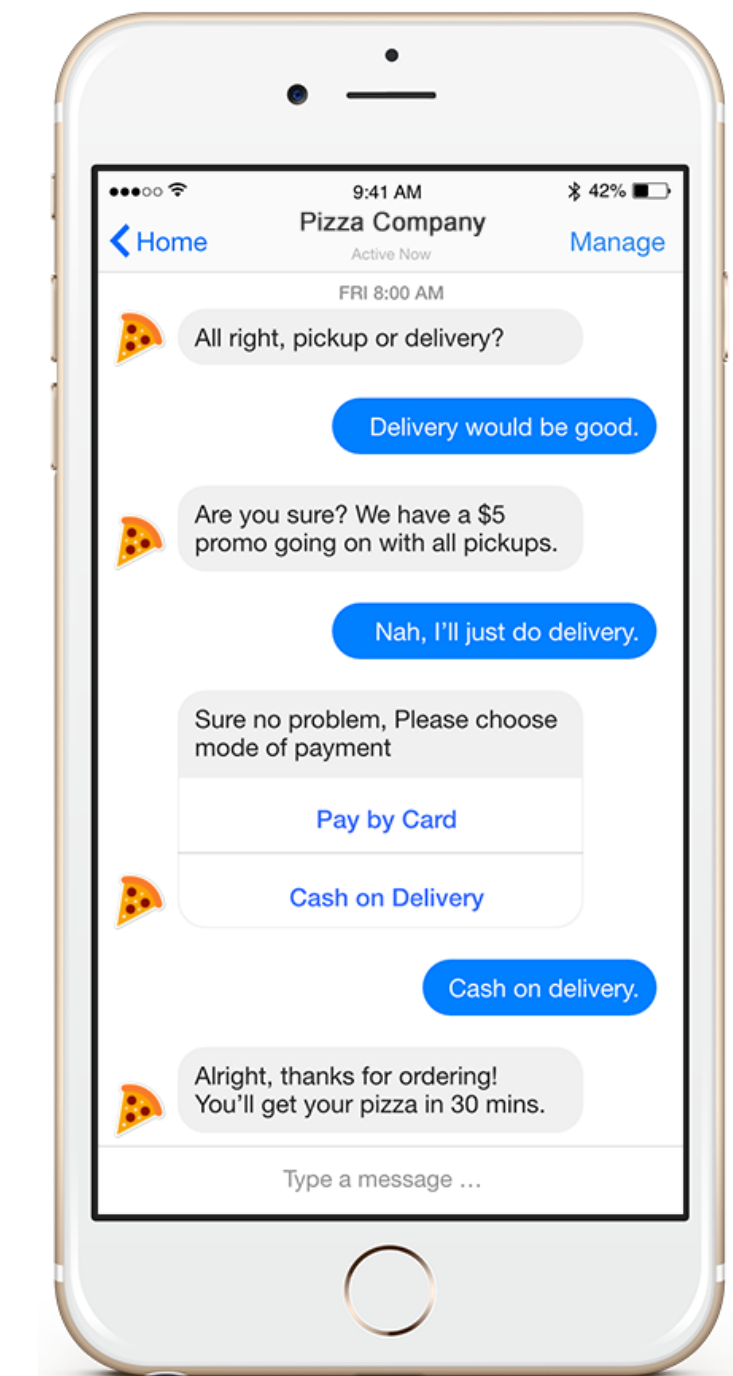 9:41 AM
42%
Home
Pizza Company
Manage
Active Now
FRI 8:00 AM
All right, pickup or delivery?
Delivery would be good.
Are you sure? We have a $5
promo going on with all pickups.
Nah, I’ll just do delivery.
Sure no problem, Please choose
mode of payment
Pay by Card
Cash on Delivery
Cash on delivery.
Alright, thanks for ordering!
You’ll get your pizza in 30 mins.
Type a message ...